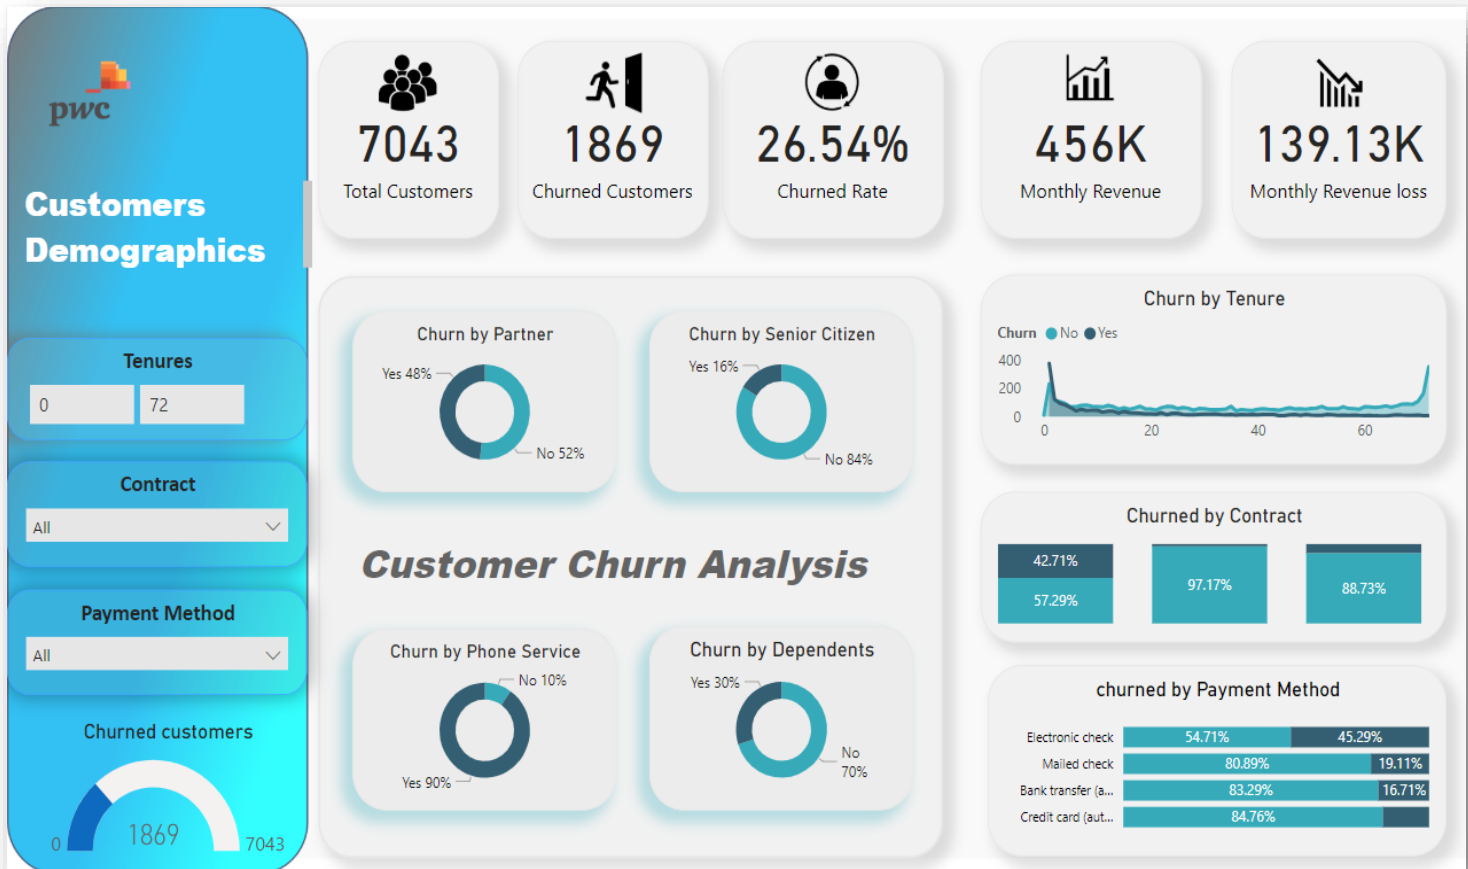 pwc
Customers
Demographics
Tenures
0
72
Contract
All
Payment Method
All
Churned customers
0
1869
7043
7043
Total Customers
1869
Churned Customers
26.54%
Churned Rate
456K
Monthly Revenue
139.13K
Monthly Revenue loss
Churn by Partner
Yes 48%
No 52%
Churn by Senior Citizen
Yes 16%
No 84%
Customer Churn Analysis
Churn by Phone Service
No 10%
Yes 90%
Churn by Dependents
Yes 30%
No
70%
Churn by Tenure
Churn No Yes
400
200
0
0 20 40 60
Churned by Contract
42.71%
57.29%
97.17%
88.73%
churned by Payment Method
Electronic check 54.71% 45.29%
Mailed check 80.89% 19.11%
Bank transfer (a... 83.29% 16.71%
Credit card (aut... 84.76%